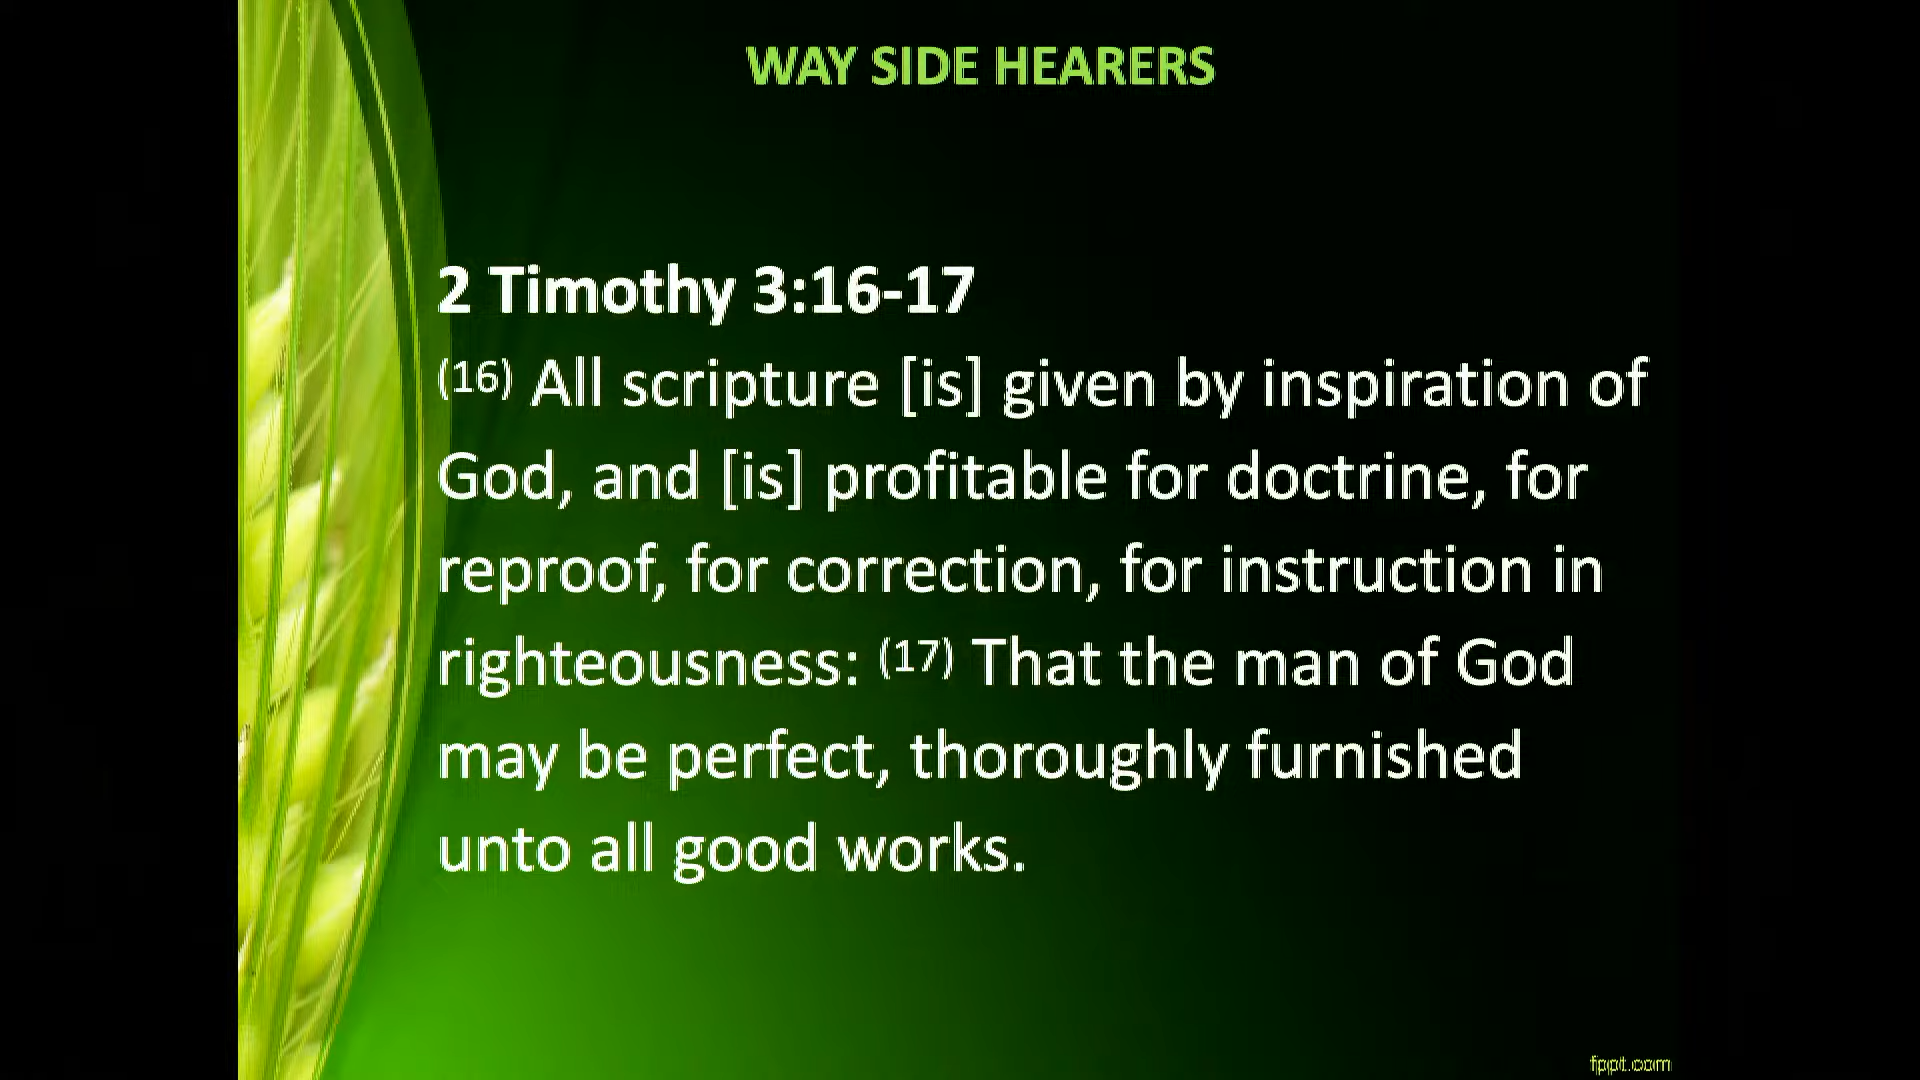 WAY SIDE HEARERS
2 Timothy 3:16-17
(16) All scripture [is] given by inspiration of
God, and [is] profitable for doctrine, for
reproof, for correction, for instruction in
righteousness: (17) That the man of God
may be perfect, thoroughly furnished
unto all good works.
fppt.com